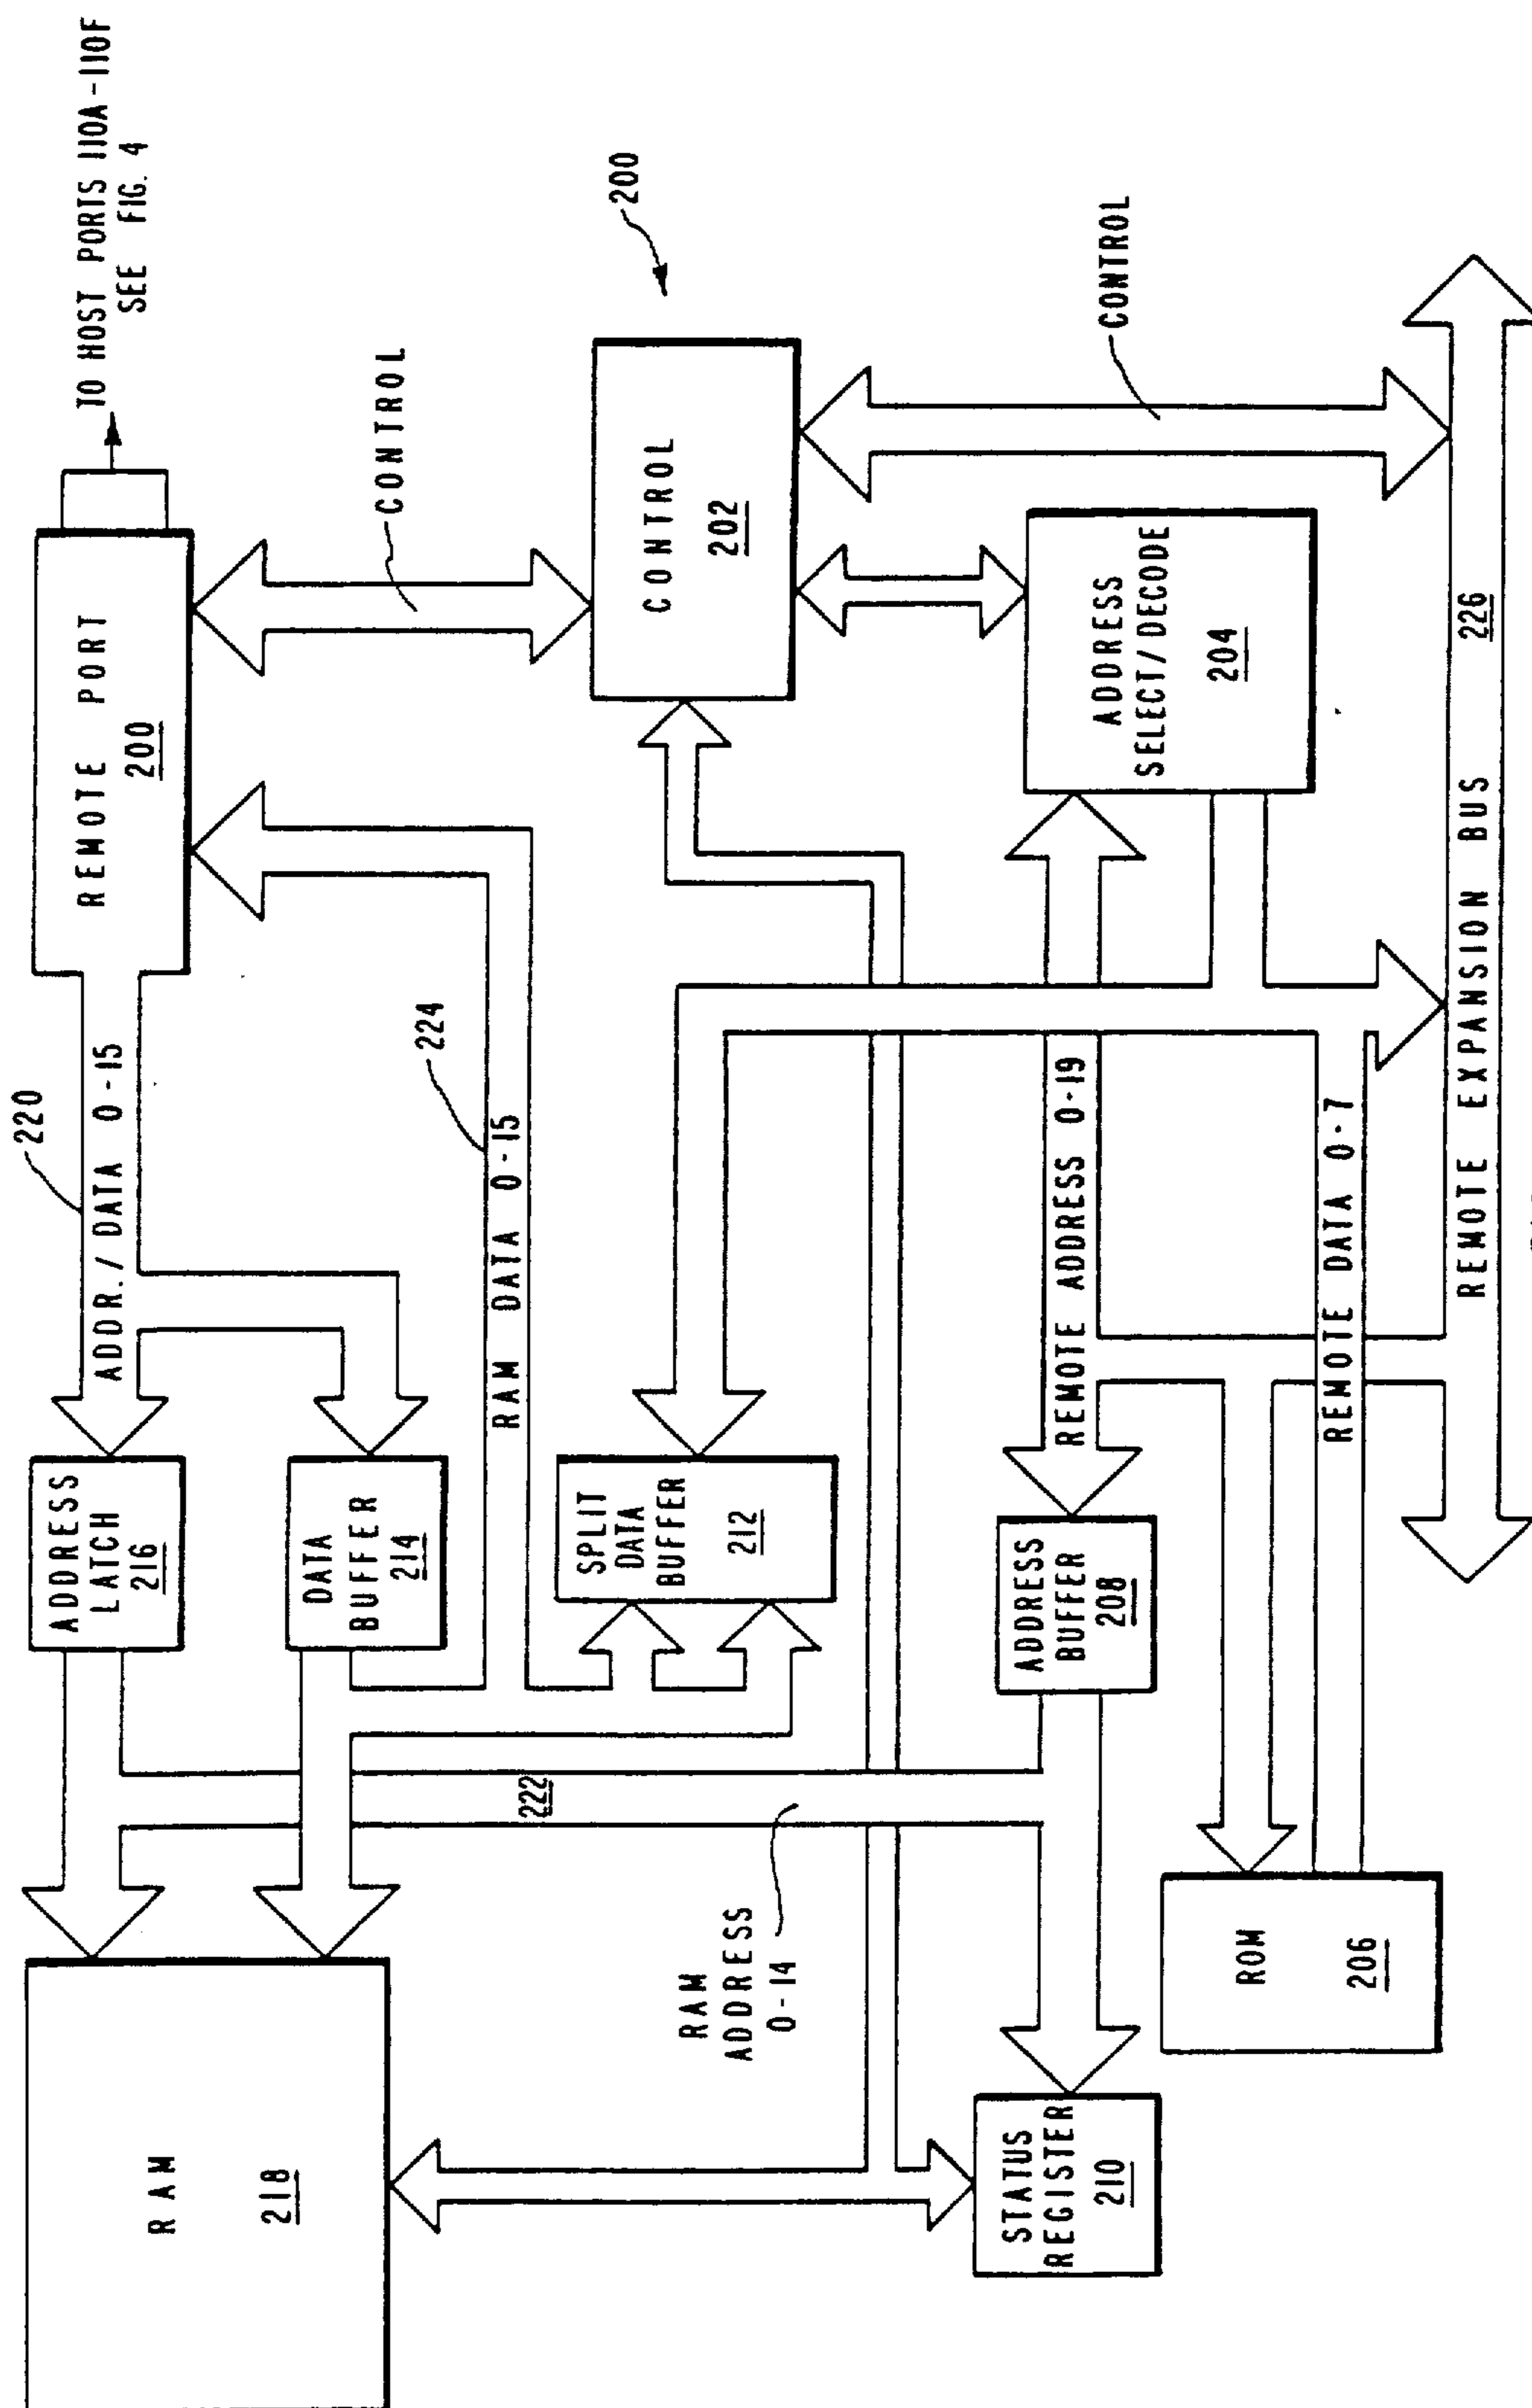 TO HOST PORTS 110A-110F
SEE FIG. 4
REMOTE PORT
200
220
ADDR./DATA 0-15
ADDRESS
LATCH
216
RAM
218
CONTROL
224
RAM DATA 0-15
DATA
BUFFER
214
200
CONTROL
202
SPLIT
DATA
BUFFER
212
222
RAM
ADDRESS
0-14
CONTROL
ADDRESS
SELECT/DECODE
204
REMOTE ADDRESS 0-19
ADDRESS
BUFFER
208
STATUS
REGISTER
210
REMOTE DATA 0-7
ROM
206
REMOTE EXPANSION BUS
226